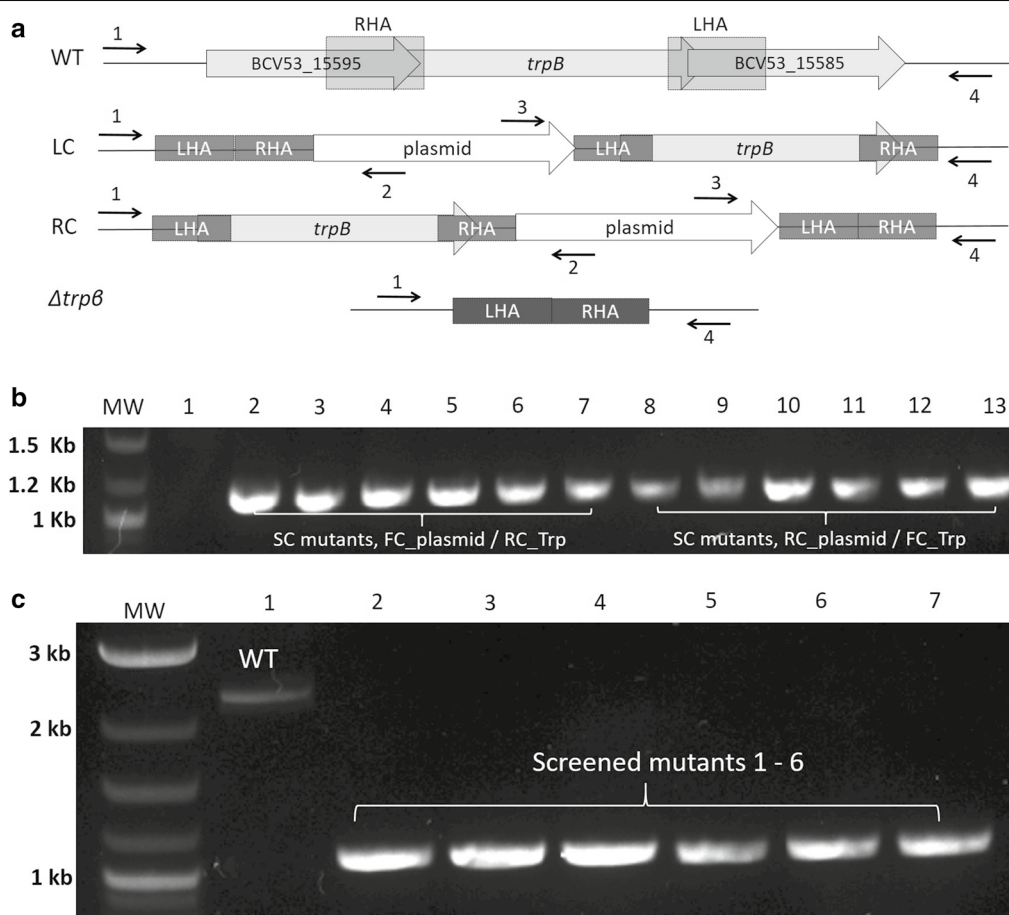 a
RHA LHA
WT 1 BCV53_15595 trpB BCV53_15585 4
LC 1 LHA RHA plasmid 3 LHA trpB RHA 4
2
RC 1 LHA trpB RHA plasmid 3 LHA RHA 4
2
Δtrpβ 1 LHA RHA 4
b
MW 1 2 3 4 5 6 7 8 9 10 11 12 13
1.5 Kb
1.2 Kb
1 Kb
SC mutants, FC_plasmid / RC_Trp SC mutants, RC_plasmid / FC_Trp
c
MW 1 2 3 4 5 6 7
3 kb
WT
2 kb
Screened mutants 1 - 6
1 kb